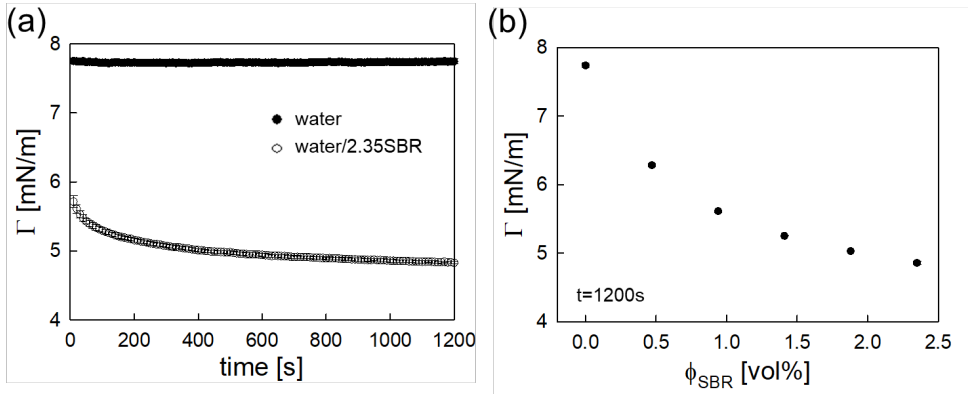 (a)
8
7
6
5
4
Γ [mN/m]
water
water/2.35SBR
0 200 400 600 800 1000 1200
time [s]
(b)
8
7
6
5
4
Γ [mN/m]
t=1200s
0.0 0.5 1.0 1.5 2.0 2.5
ϕSBR [vol%]